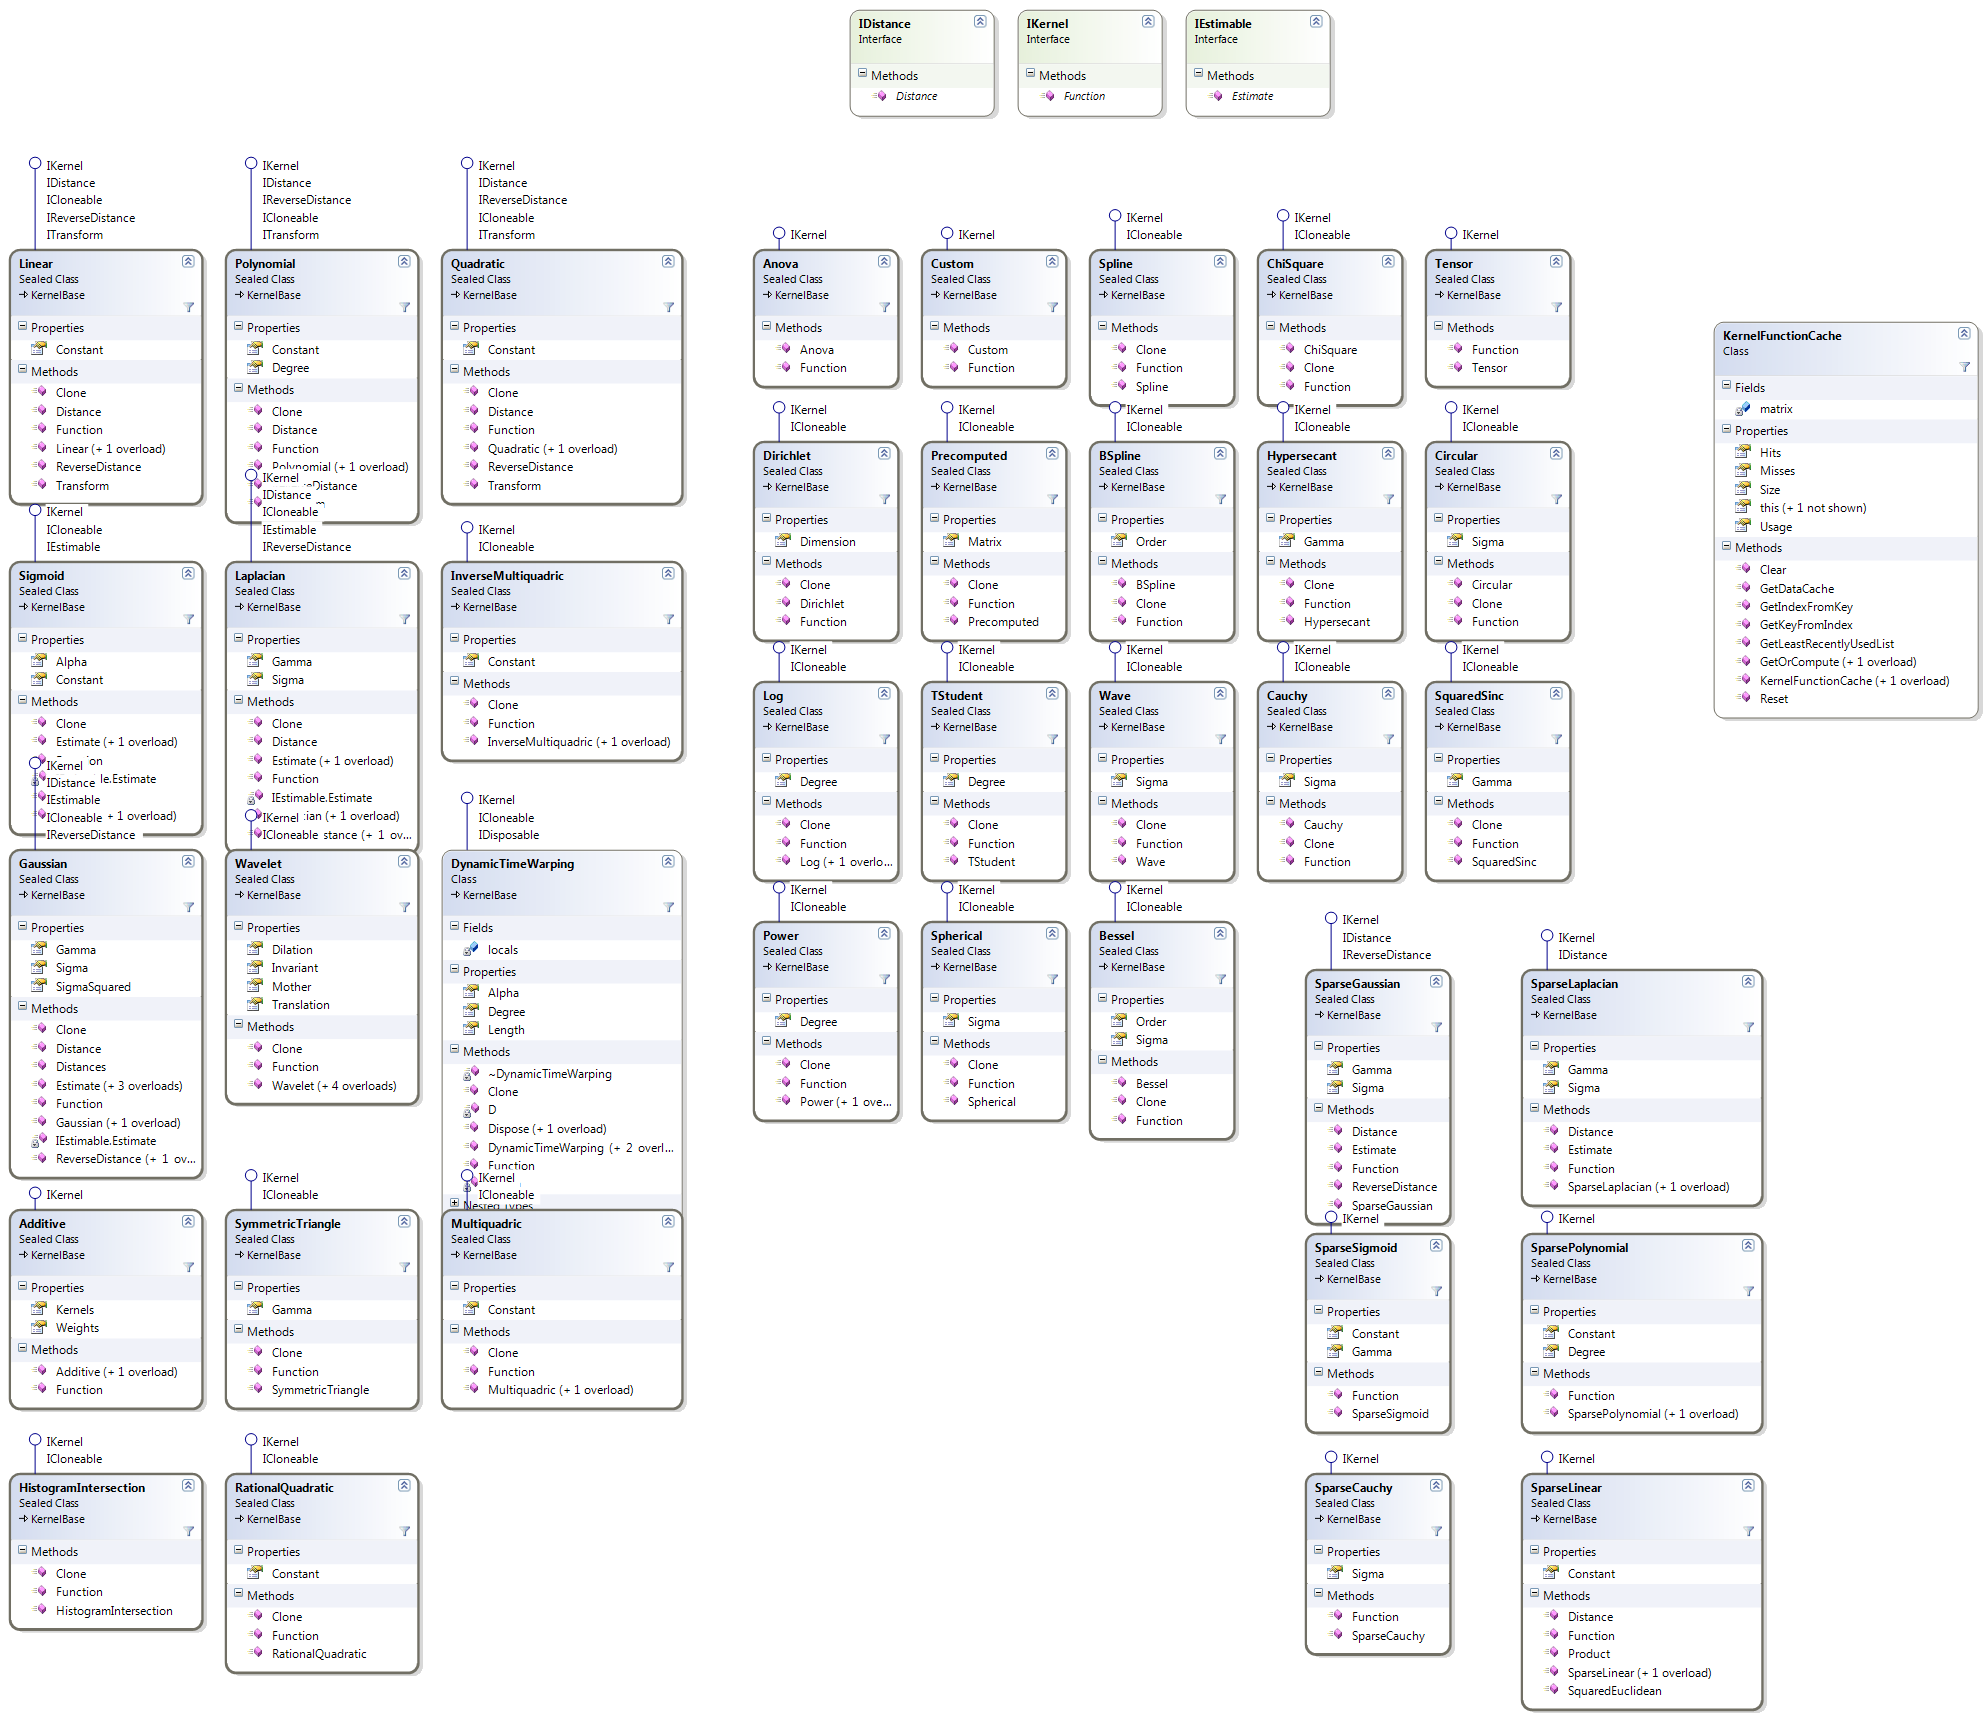 IDistance
Interface
Methods
Distance
IKernel
Interface
Methods
Function
IEstimable
Interface
Methods
Estimate
IKernel
IDistance
ICloneable
IReverseDistance
ITransform
Linear
Sealed Class
KernelBase
Properties
Constant
Methods
Clone
Distance
Function
Linear (+ 1 overload)
ReverseDistance
Transform
IKernel
IDistance
IReverseDistance
ICloneable
ITransform
Polynomial
Sealed Class
KernelBase
Properties
Constant
Degree
Methods
Clone
Distance
Function
Polynomial (+ 1 overload)
IKernel
IDistance
IReverseDistance
ICloneable
ITransform
Quadratic
Sealed Class
KernelBase
Properties
Constant
Methods
Clone
Distance
Function
Quadratic (+ 1 overload)
ReverseDistance
Transform
IKernel
ICloneable
IEstimable
Sigmoid
Sealed Class
KernelBase
Properties
Alpha
Constant
Methods
Clone
Estimate (+ 1 overload)
IKernel
IDistance
ICloneable
IEstimable
IReverseDistance
Laplacian
Sealed Class
KernelBase
Properties
Gamma
Sigma
Methods
Clone
Distance
Estimate (+ 1 overload)
Function
IEstimable.Estimate
IKernel
ICloneable
InverseMultiquadric
Sealed Class
KernelBase
Properties
Constant
Methods
Clone
Function
InverseMultiquadric (+ 1 overload)
IKernel
IDistance
IEstimable
ICloneable
IReverseDistance
Gaussian
Sealed Class
KernelBase
Properties
Gamma
Sigma
SigmaSquared
Methods
Clone
Distance
Distances
Estimate (+ 3 overloads)
Function
Gaussian (+ 1 overload)
IEstimable.Estimate
ReverseDistance (+ 1 ov...
IKernel
ICloneable
Wavelet
Sealed Class
KernelBase
Properties
Dilation
Invariant
Mother
Translation
Methods
Clone
Function
Wavelet (+ 4 overloads)
IKernel
ICloneable
IDisposable
DynamicTimeWarping
Class
KernelBase
Fields
locals
Properties
Alpha
Degree
Length
Methods
~DynamicTimeWarping
Clone
D
Dispose (+ 1 overload)
DynamicTimeWarping (+ 2 overl...
Function
Nested Types
IKernel
Additive
Sealed Class
KernelBase
Properties
Kernels
Weights
Methods
Additive (+ 1 overload)
Function
IKernel
ICloneable
SymmetricTriangle
Sealed Class
KernelBase
Properties
Gamma
Methods
Clone
Function
SymmetricTriangle
IKernel
ICloneable
Multiquadric
Sealed Class
KernelBase
Properties
Constant
Methods
Clone
Function
Multiquadric (+ 1 overload)
IKernel
ICloneable
HistogramIntersection
Sealed Class
KernelBase
Methods
Clone
Function
HistogramIntersection
IKernel
ICloneable
RationalQuadratic
Sealed Class
KernelBase
Properties
Constant
Methods
Clone
Function
RationalQuadratic
IKernel
Anova
Sealed Class
KernelBase
Methods
Anova
Function
IKernel
Custom
Sealed Class
KernelBase
Methods
Custom
Function
IKernel
ICloneable
Spline
Sealed Class
KernelBase
Methods
Clone
Function
Spline
IKernel
ICloneable
ChiSquare
Sealed Class
KernelBase
Methods
ChiSquare
Clone
Function
IKernel
Tensor
Sealed Class
KernelBase
Methods
Function
Tensor
IKernel
ICloneable
Dirichlet
Sealed Class
KernelBase
Properties
Dimension
Methods
Clone
Dirichlet
Function
IKernel
ICloneable
Precomputed
Sealed Class
KernelBase
Properties
Matrix
Methods
Clone
Function
Precomputed
IKernel
ICloneable
BSpline
Sealed Class
KernelBase
Properties
Order
Methods
BSpline
Clone
Function
IKernel
ICloneable
Hypersecant
Sealed Class
KernelBase
Properties
Gamma
Methods
Clone
Function
Hypersecant
IKernel
ICloneable
Circular
Sealed Class
KernelBase
Properties
Sigma
Methods
Circular
Clone
Function
IKernel
ICloneable
Log
Sealed Class
KernelBase
Properties
Degree
Methods
Clone
Function
Log (+ 1 overlo...
IKernel
ICloneable
TStudent
Sealed Class
KernelBase
Properties
Degree
Methods
Clone
Function
TStudent
IKernel
ICloneable
Wave
Sealed Class
KernelBase
Properties
Sigma
Methods
Clone
Function
Wave
IKernel
ICloneable
Cauchy
Sealed Class
KernelBase
Properties
Sigma
Methods
Cauchy
Clone
Function
IKernel
ICloneable
SquaredSinc
Sealed Class
KernelBase
Properties
Gamma
Methods
Clone
Function
SquaredSinc
IKernel
ICloneable
Power
Sealed Class
KernelBase
Properties
Degree
Methods
Clone
Function
Power (+ 1 ove...
IKernel
ICloneable
Spherical
Sealed Class
KernelBase
Properties
Sigma
Methods
Clone
Function
Spherical
IKernel
ICloneable
Bessel
Sealed Class
KernelBase
Properties
Order
Sigma
Methods
Bessel
Clone
Function
KernelFunctionCache
Class
Fields
matrix
Properties
Hits
Misses
Size
this (+ 1 not shown)
Usage
Methods
Clear
GetDataCache
GetIndexFromKey
GetKeyFromIndex
GetLeastRecentlyUsedList
GetOrCompute (+ 1 overload)
KernelFunctionCache (+ 1 overload)
Reset
IKernel
IDistance
IReverseDistance
SparseGaussian
Sealed Class
KernelBase
Properties
Gamma
Sigma
Methods
Distance
Estimate
Function
ReverseDistance
SparseGaussian
IKernel
IDistance
SparseLaplacian
Sealed Class
KernelBase
Properties
Gamma
Sigma
Methods
Distance
Estimate
Function
SparseLaplacian (+ 1 overload)
IKernel
SparseSigmoid
Sealed Class
KernelBase
Properties
Constant
Gamma
Methods
Function
SparseSigmoid
IKernel
SparsePolynomial
Sealed Class
KernelBase
Properties
Constant
Degree
Methods
Function
SparsePolynomial (+ 1 overload)
IKernel
SparseCauchy
Sealed Class
KernelBase
Properties
Sigma
Methods
Function
SparseCauchy
IKernel
SparseLinear
Sealed Class
KernelBase
Properties
Constant
Methods
Distance
Function
Product
SparseLinear (+ 1 overload)
SquaredEuclidean